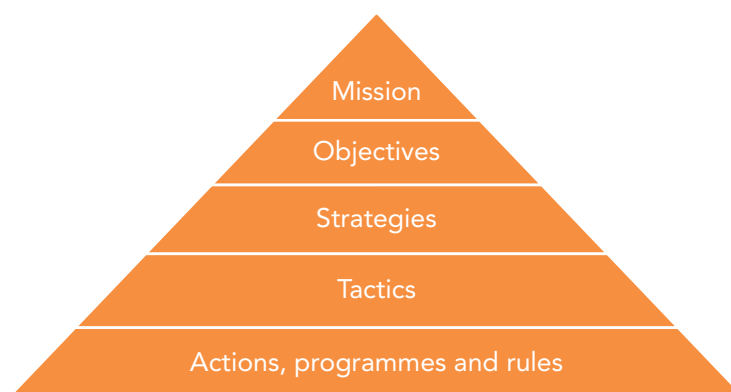 Mission
Objectives
Strategies
Tactics
Actions, programmes and rules